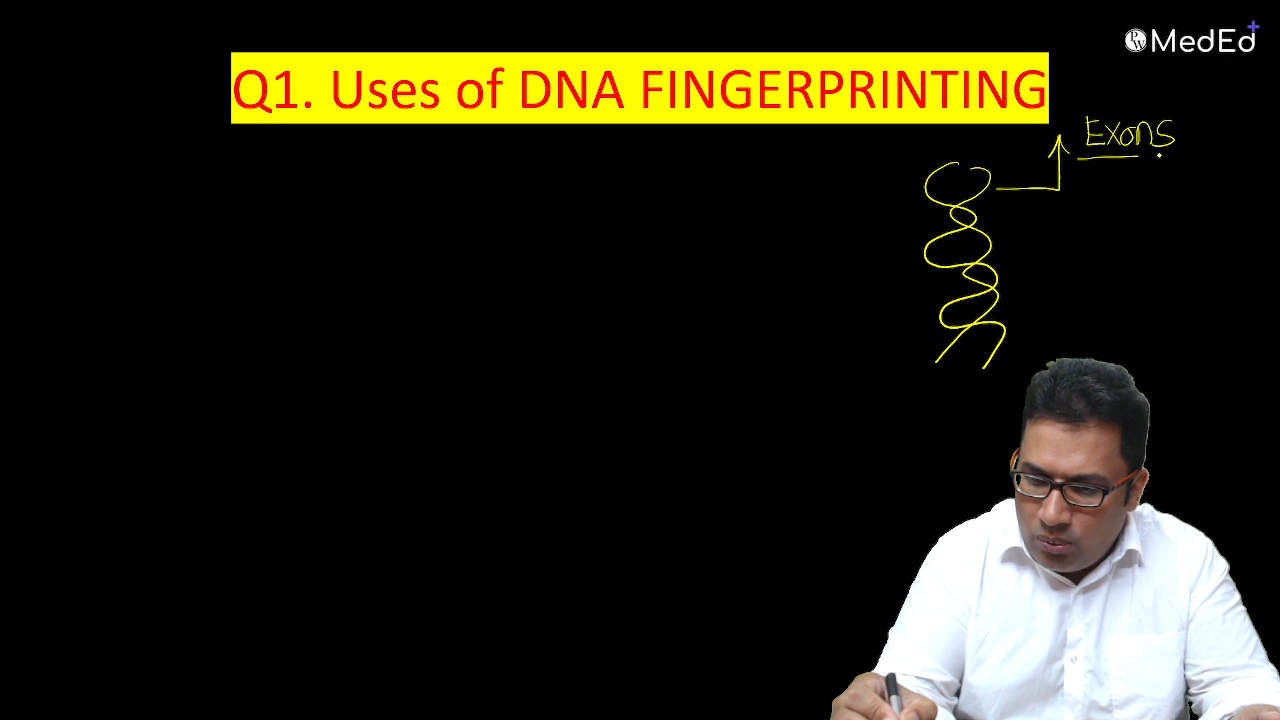 MedEd+
Q1. Uses of DNA FINGERPRINTING
Exons